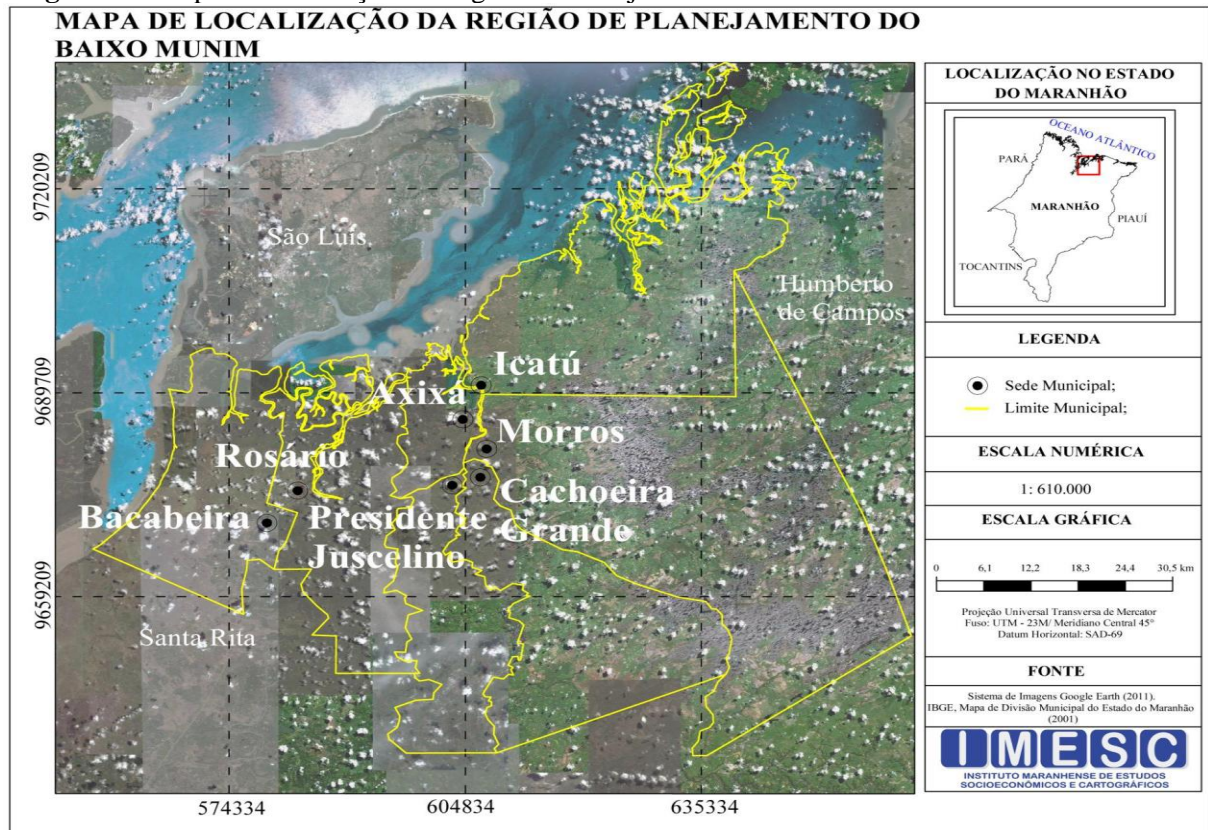 MAPA DE LOCALIZAÇÃO DA REGIÃO DE PLANEJAMENTO DO
BAIXO MUNIM
9720209
9689709
9659209
574334
604834
635334
São Luís
Humberto
de Campos
Icatú
Axixá
Morros
Rosário
Cachoeira
Grande
Bacabeira
Presidente
Juscelino
Santa Rita
LOCALIZAÇÃO NO ESTADO
DO MARANHÃO
OCEANO ATLÂNTICO
PARÁ
MARANHÃO
PIAUÍ
TOCANTINS
LEGENDA
Sede Municipal;
Limite Municipal;
ESCALA NUMÉRICA
1: 610.000
ESCALA GRÁFICA
0 6,1 12,2 18,3 24,4 30,5 km
Projeção Universal Transversa de Mercator
Fuso: UTM - 23M/ Meridiano Central 45°
Datum Horizontal: SAD-69
FONTE
Sistema de Imagens Google Earth (2011).
IBGE, Mapa de Divisão Municipal do Estado do Maranhão
(2001)
IMESC
INSTITUTO MARANHENSE DE ESTUDOS
SOCIOECONÔMICOS E CARTOGRÁFICOS